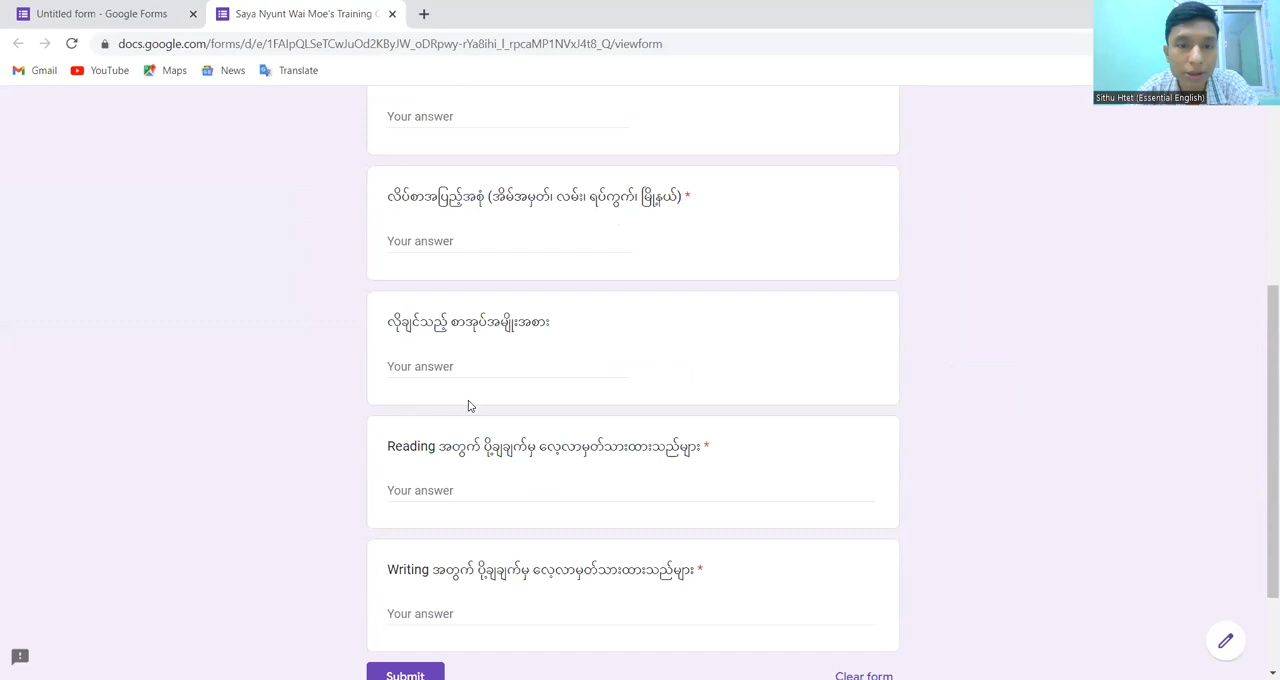 Untitled form - Google Forms
Saya Nyunt Wai Moe's Training
docs.google.com/forms/d/e/1FAIpQLSeTCwJuOd2KByJW_oDRpwy-rYa8ihi_l_rpcaMP1NVxJ4t8_Q/viewform
Gmail YouTube Maps News Translate
Sithu Htet (Essential English)
Your answer
လိပ်စာအပြည့်အစုံ (အိမ်အမှတ်၊ လမ်း၊ ရပ်ကွက်၊ မြို့နယ်) *
Your answer
လိုချင်သည့် စာအုပ်အမျိုးအစား
Your answer
Reading အတွက် ပို့ချချက်မှ လေ့လာမှတ်သားထားသည်များ *
Your answer
Writing အတွက် ပို့ချချက်မှ လေ့လာမှတ်သားထားသည်များ *
Your answer
Submit
Clear form